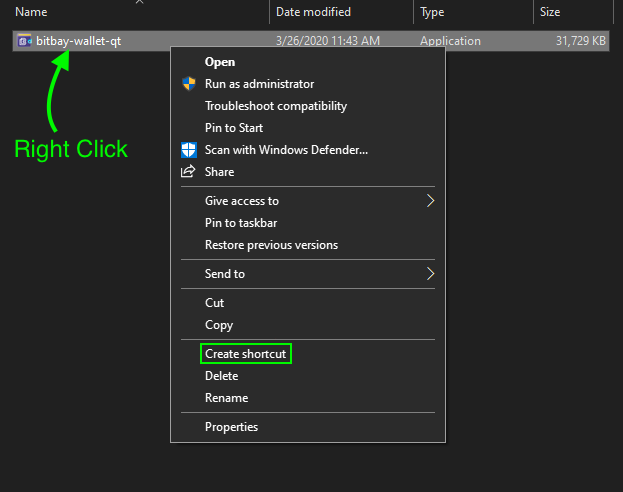 Name Date modified Type Size
bitbay-wallet-qt 3/26/2020 11:43 AM Application 31,729 KB
Right Click
Open
Run as administrator
Troubleshoot compatibility
Pin to Start
Scan with Windows Defender...
Share
Give access to
Pin to taskbar
Restore previous versions
Send to
Cut
Copy
Create shortcut
Delete
Rename
Properties